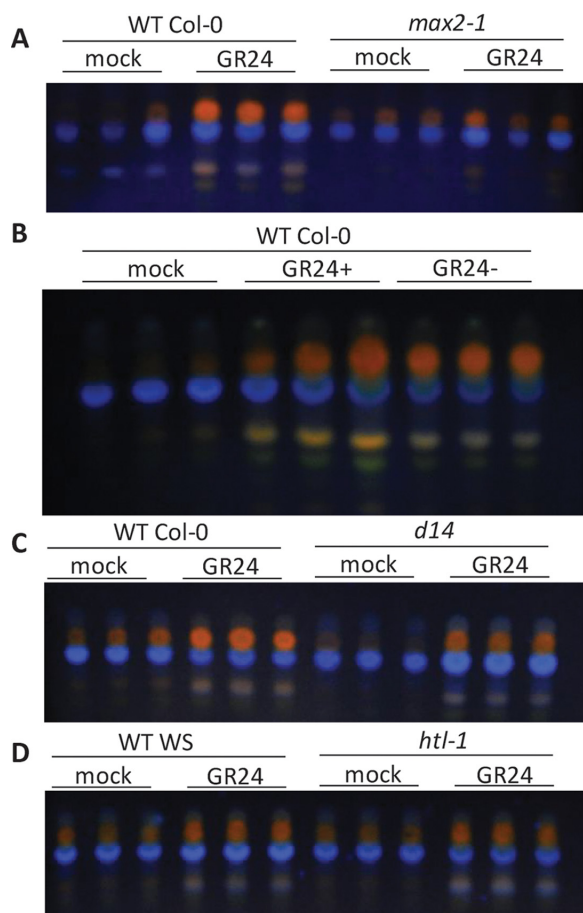 A
WT Col-0 max2-1
mock GR24 mock GR24
B
WT Col-0
mock GR24+ GR24-
C
WT Col-0 d14
mock GR24 mock GR24
D
WT WS htl-1
mock GR24 mock GR24